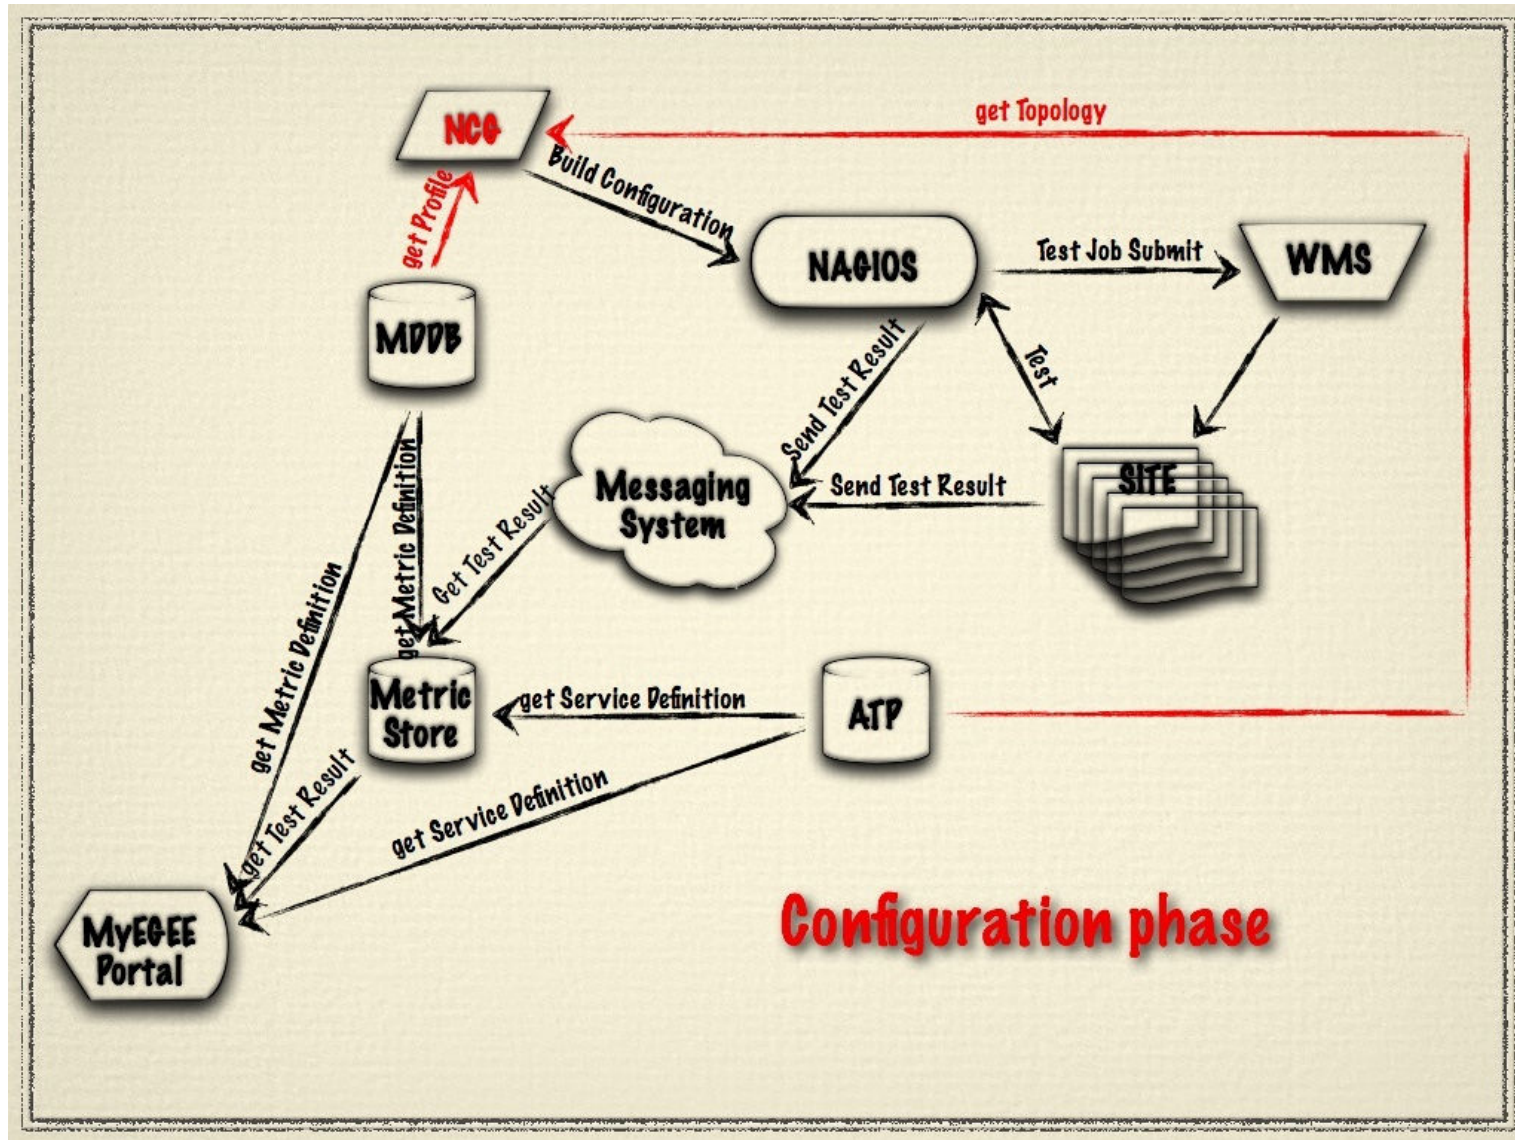 get Topology
NCG
Build Configuration
get Profile
NAGIOS
Test Job Submit
WMS
MDDB
Send Test Result
Test
get Metric Definition
Messaging
System
Send Test Result
SITE
Get Test Result
get Metric Definition
Metric
Store
get Service Definition
ATP
get Test Result
get Service Definition
MyEGEE
Portal
Configuration phase